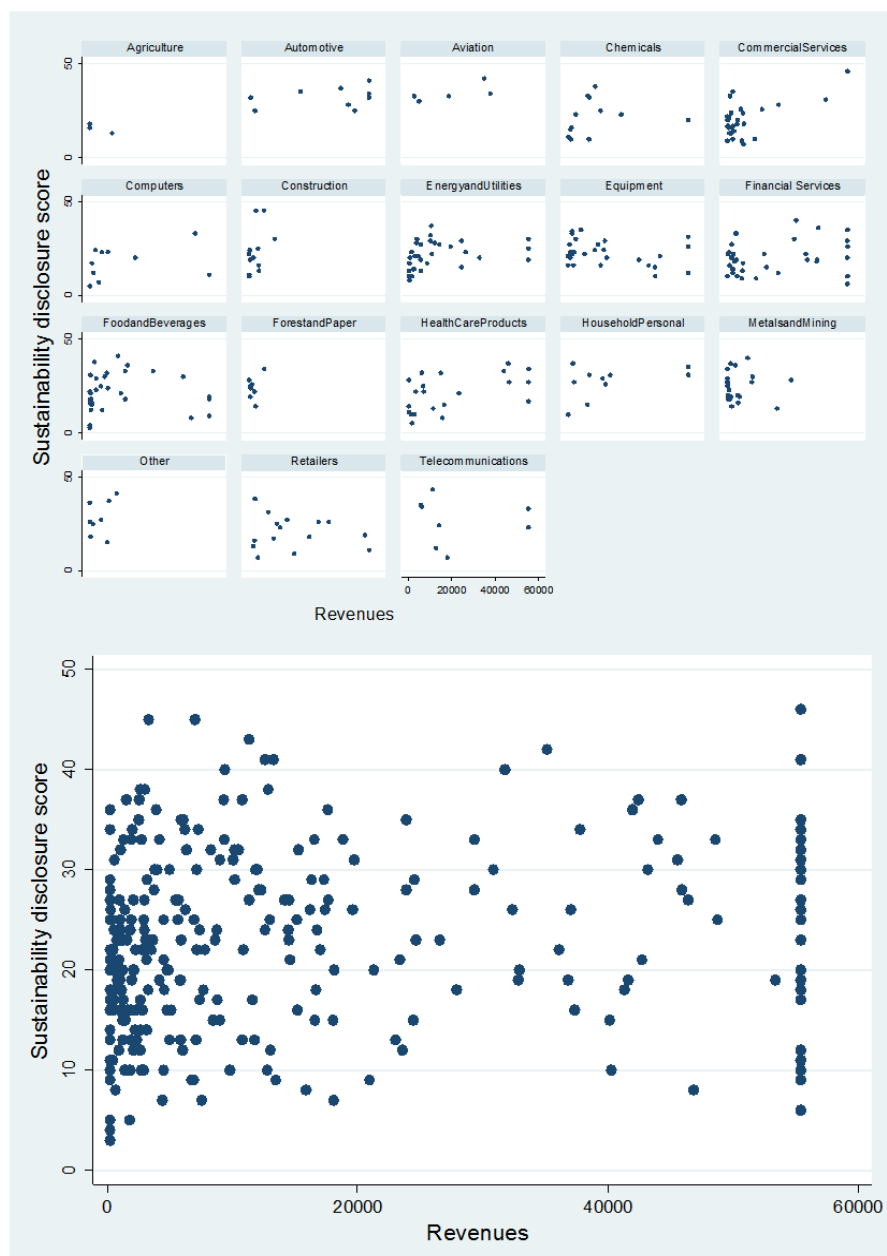 Agriculture Automotive Aviation Chemicals CommercialServices
50
0
Computers Construction EnergyandUtilities Equipment Financial Services
50
0
FoodandBeverages ForestandPaper HealthCareProducts HouseholdPersonal MetalsandMining
50
0
Other Retailers Telecommunications
50
0
0 20000 40000 60000
Sustainability disclosure score
Revenues
50
40
30
20
10
0
Sustainability disclosure score
0 20000 40000 60000
Revenues